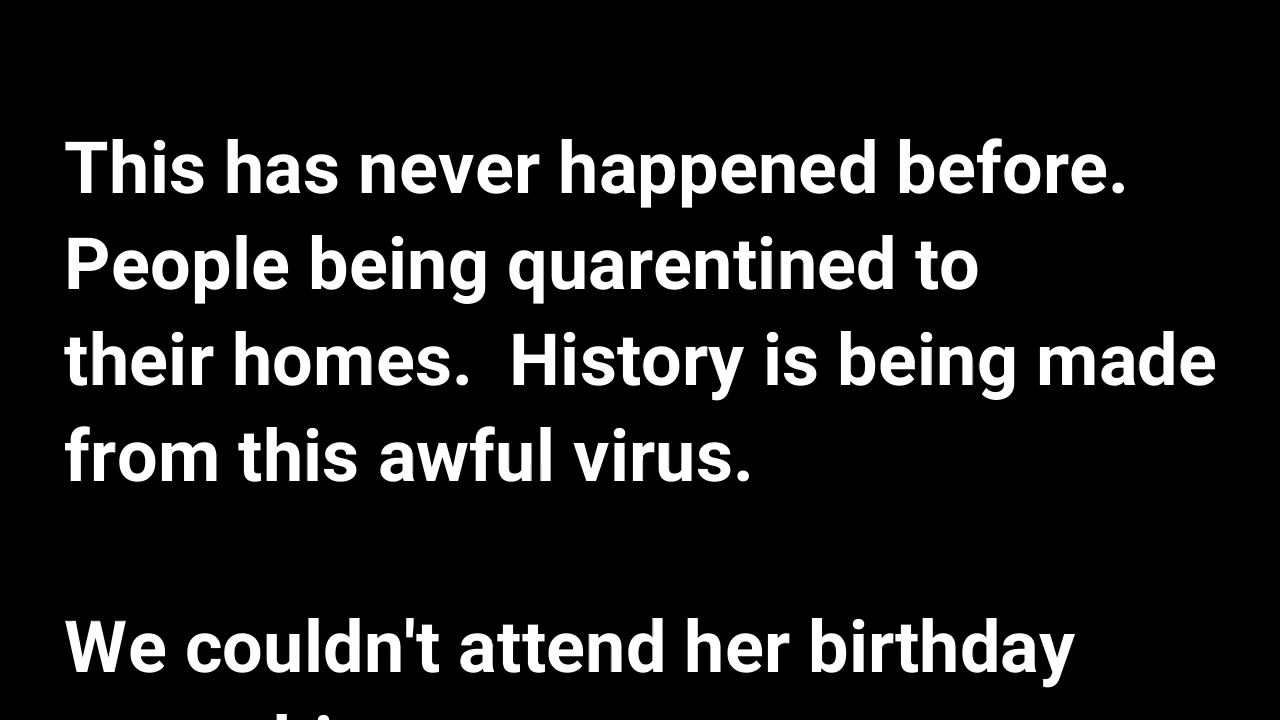 This has never happened before.
People being quarentined to
their homes.  History is being made
from this awful virus.
We couldn't attend her birthday